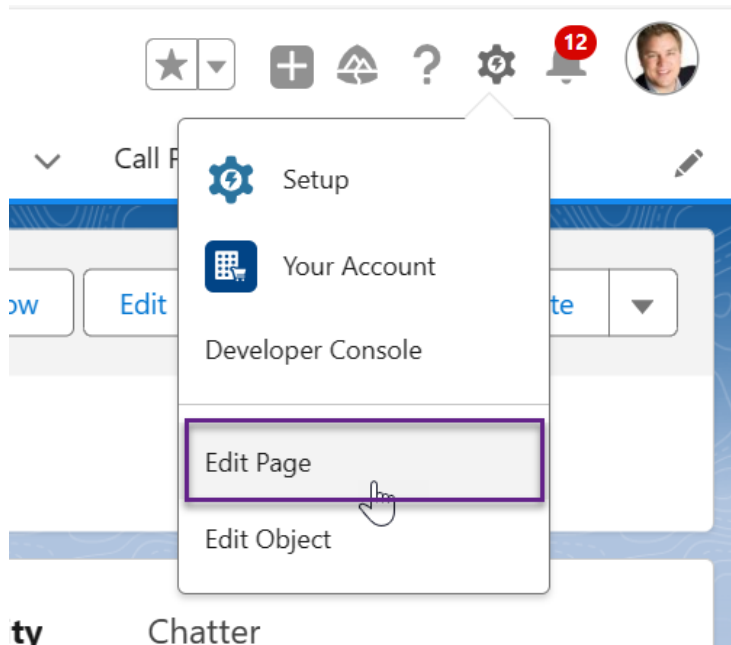 12
Call
Setup
Your Account
Edit
Developer Console
Edit Page
Edit Object
Chatter